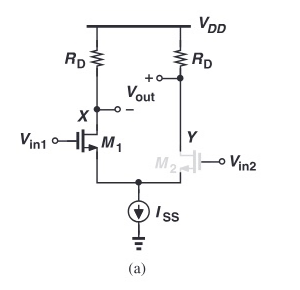 V_DD
R_D R_D
+
V_out
X –
Y
V_in1 M_1
M_2 V_in2
I_SS
(a)